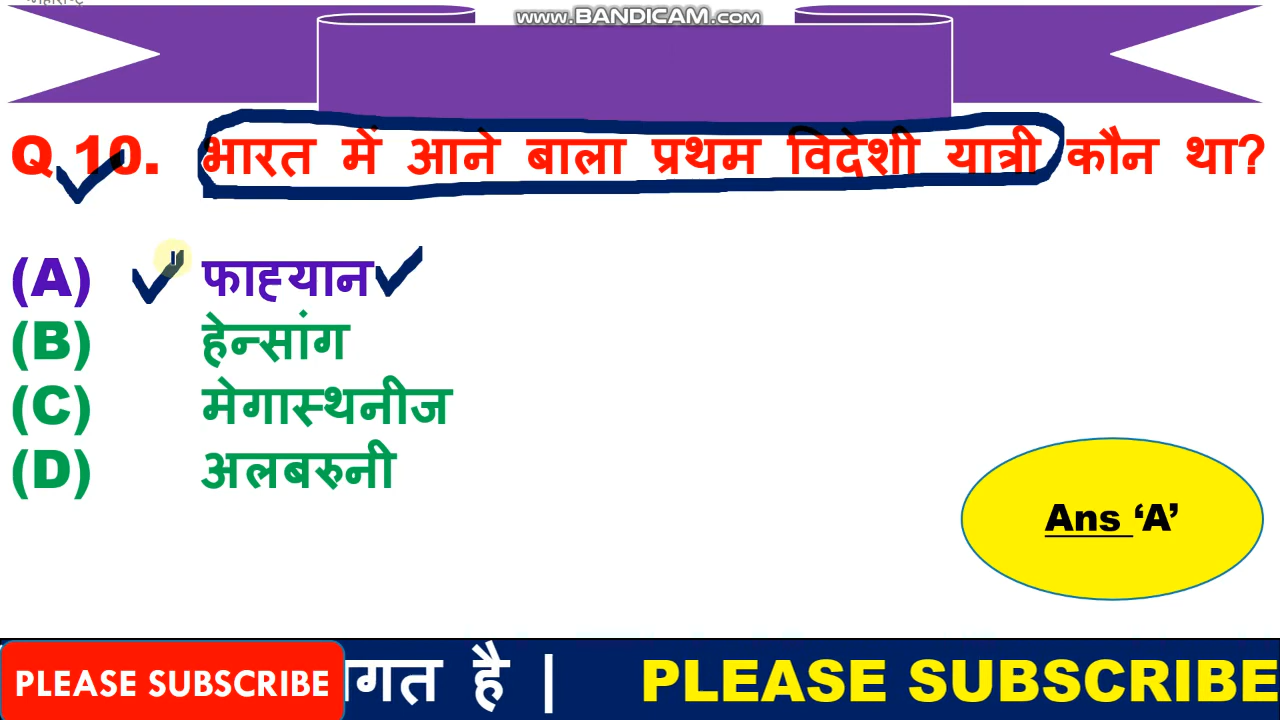 www.BANDICAM.com
Q.10. भारत में आने बाला प्रथम विदेशी यात्री कौन था?
(A) फाह्यान
(B) हेन्सांग
(C) मेगास्थनीज
(D) अलबरुनी
Ans ‘A’
PLEASE SUBSCRIBE गत है | PLEASE SUBSCRIBE